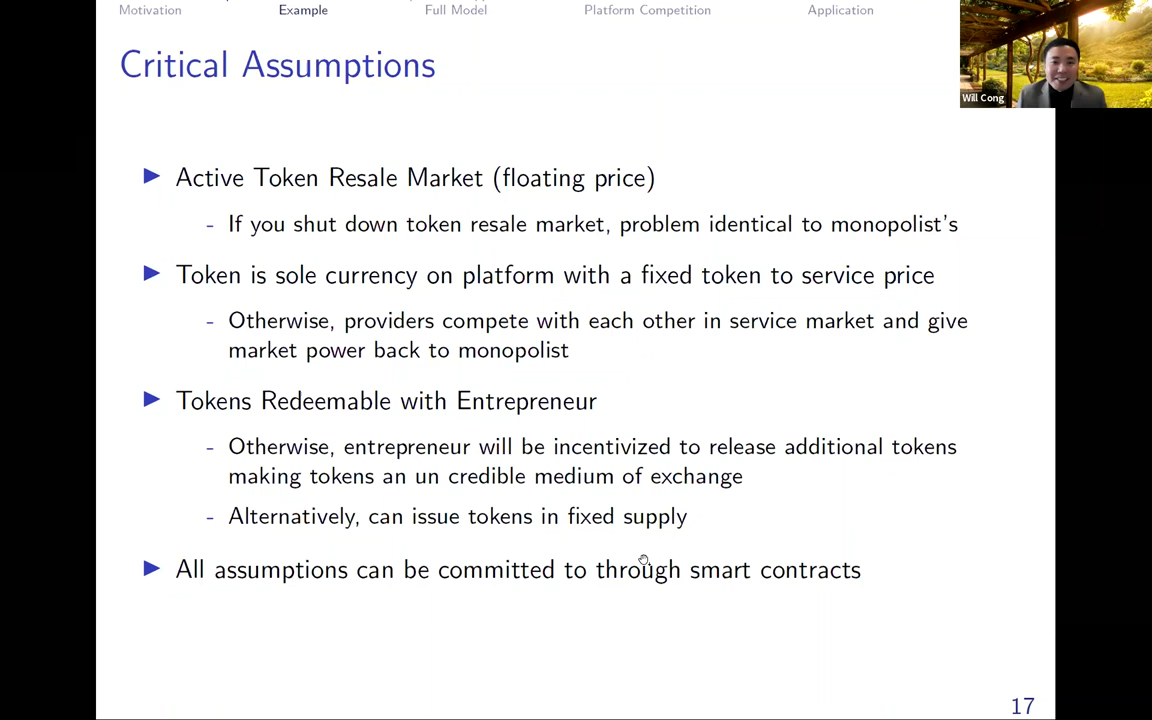 Motivation Example Full Model Platform Competition Application
Critical Assumptions
Will Cong
▶ Active Token Resale Market (floating price)
- If you shut down token resale market, problem identical to monopolist's
▶ Token is sole currency on platform with a fixed token to service price
- Otherwise, providers compete with each other in service market and give
market power back to monopolist
▶ Tokens Redeemable with Entrepreneur
- Otherwise, entrepreneur will be incentivized to release additional tokens
making tokens an un credible medium of exchange
- Alternatively, can issue tokens in fixed supply
▶ All assumptions can be committed to through smart contracts
17